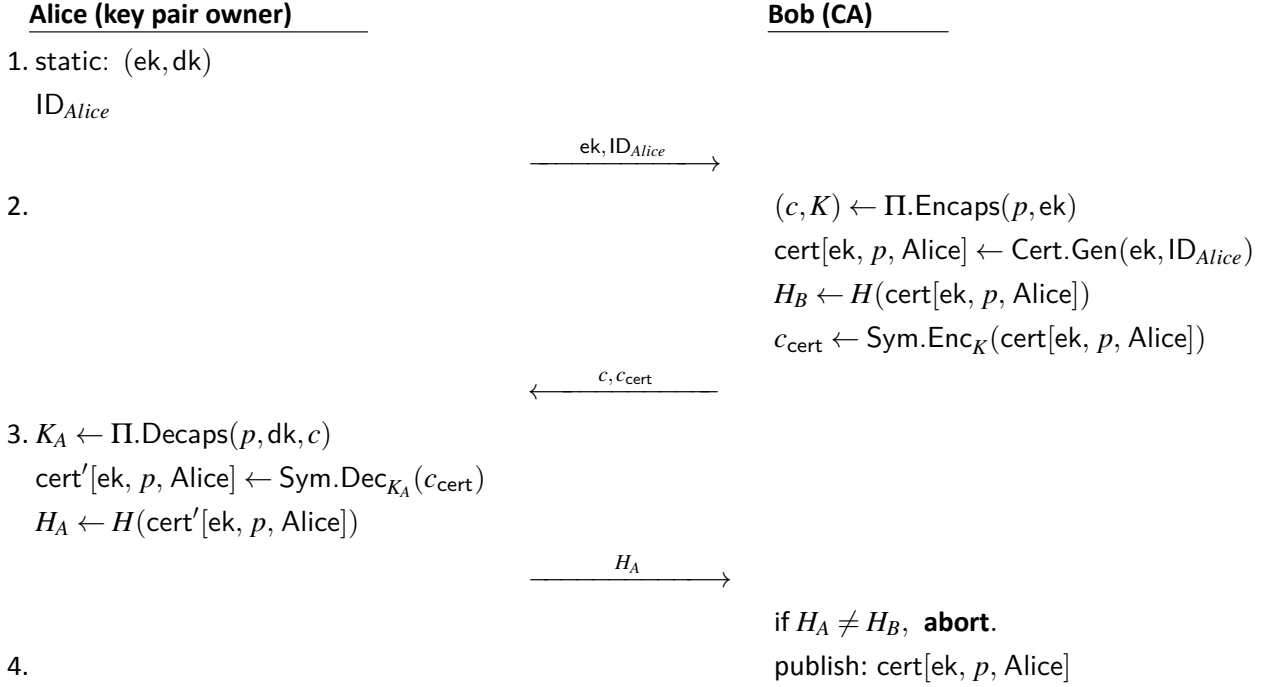 Alice (key pair owner)
Bob (CA)
1. static: (ek, dk)
ID_Alice
ek, ID_Alice
2.
(c, K) ← Π.Encaps(p, ek)
cert[ek, p, Alice] ← Cert.Gen(ek, ID_Alice)
H_B ← H(cert[ek, p, Alice])
c_cert ← Sym.Enc_K(cert[ek, p, Alice])
c, c_cert
3. K_A ← Π.Decaps(p, dk, c)
cert′[ek, p, Alice] ← Sym.Dec_{K_A}(c_cert)
H_A ← H(cert′[ek, p, Alice])
H_A
if H_A ≠ H_B, abort.
4.
publish: cert[ek, p, Alice]